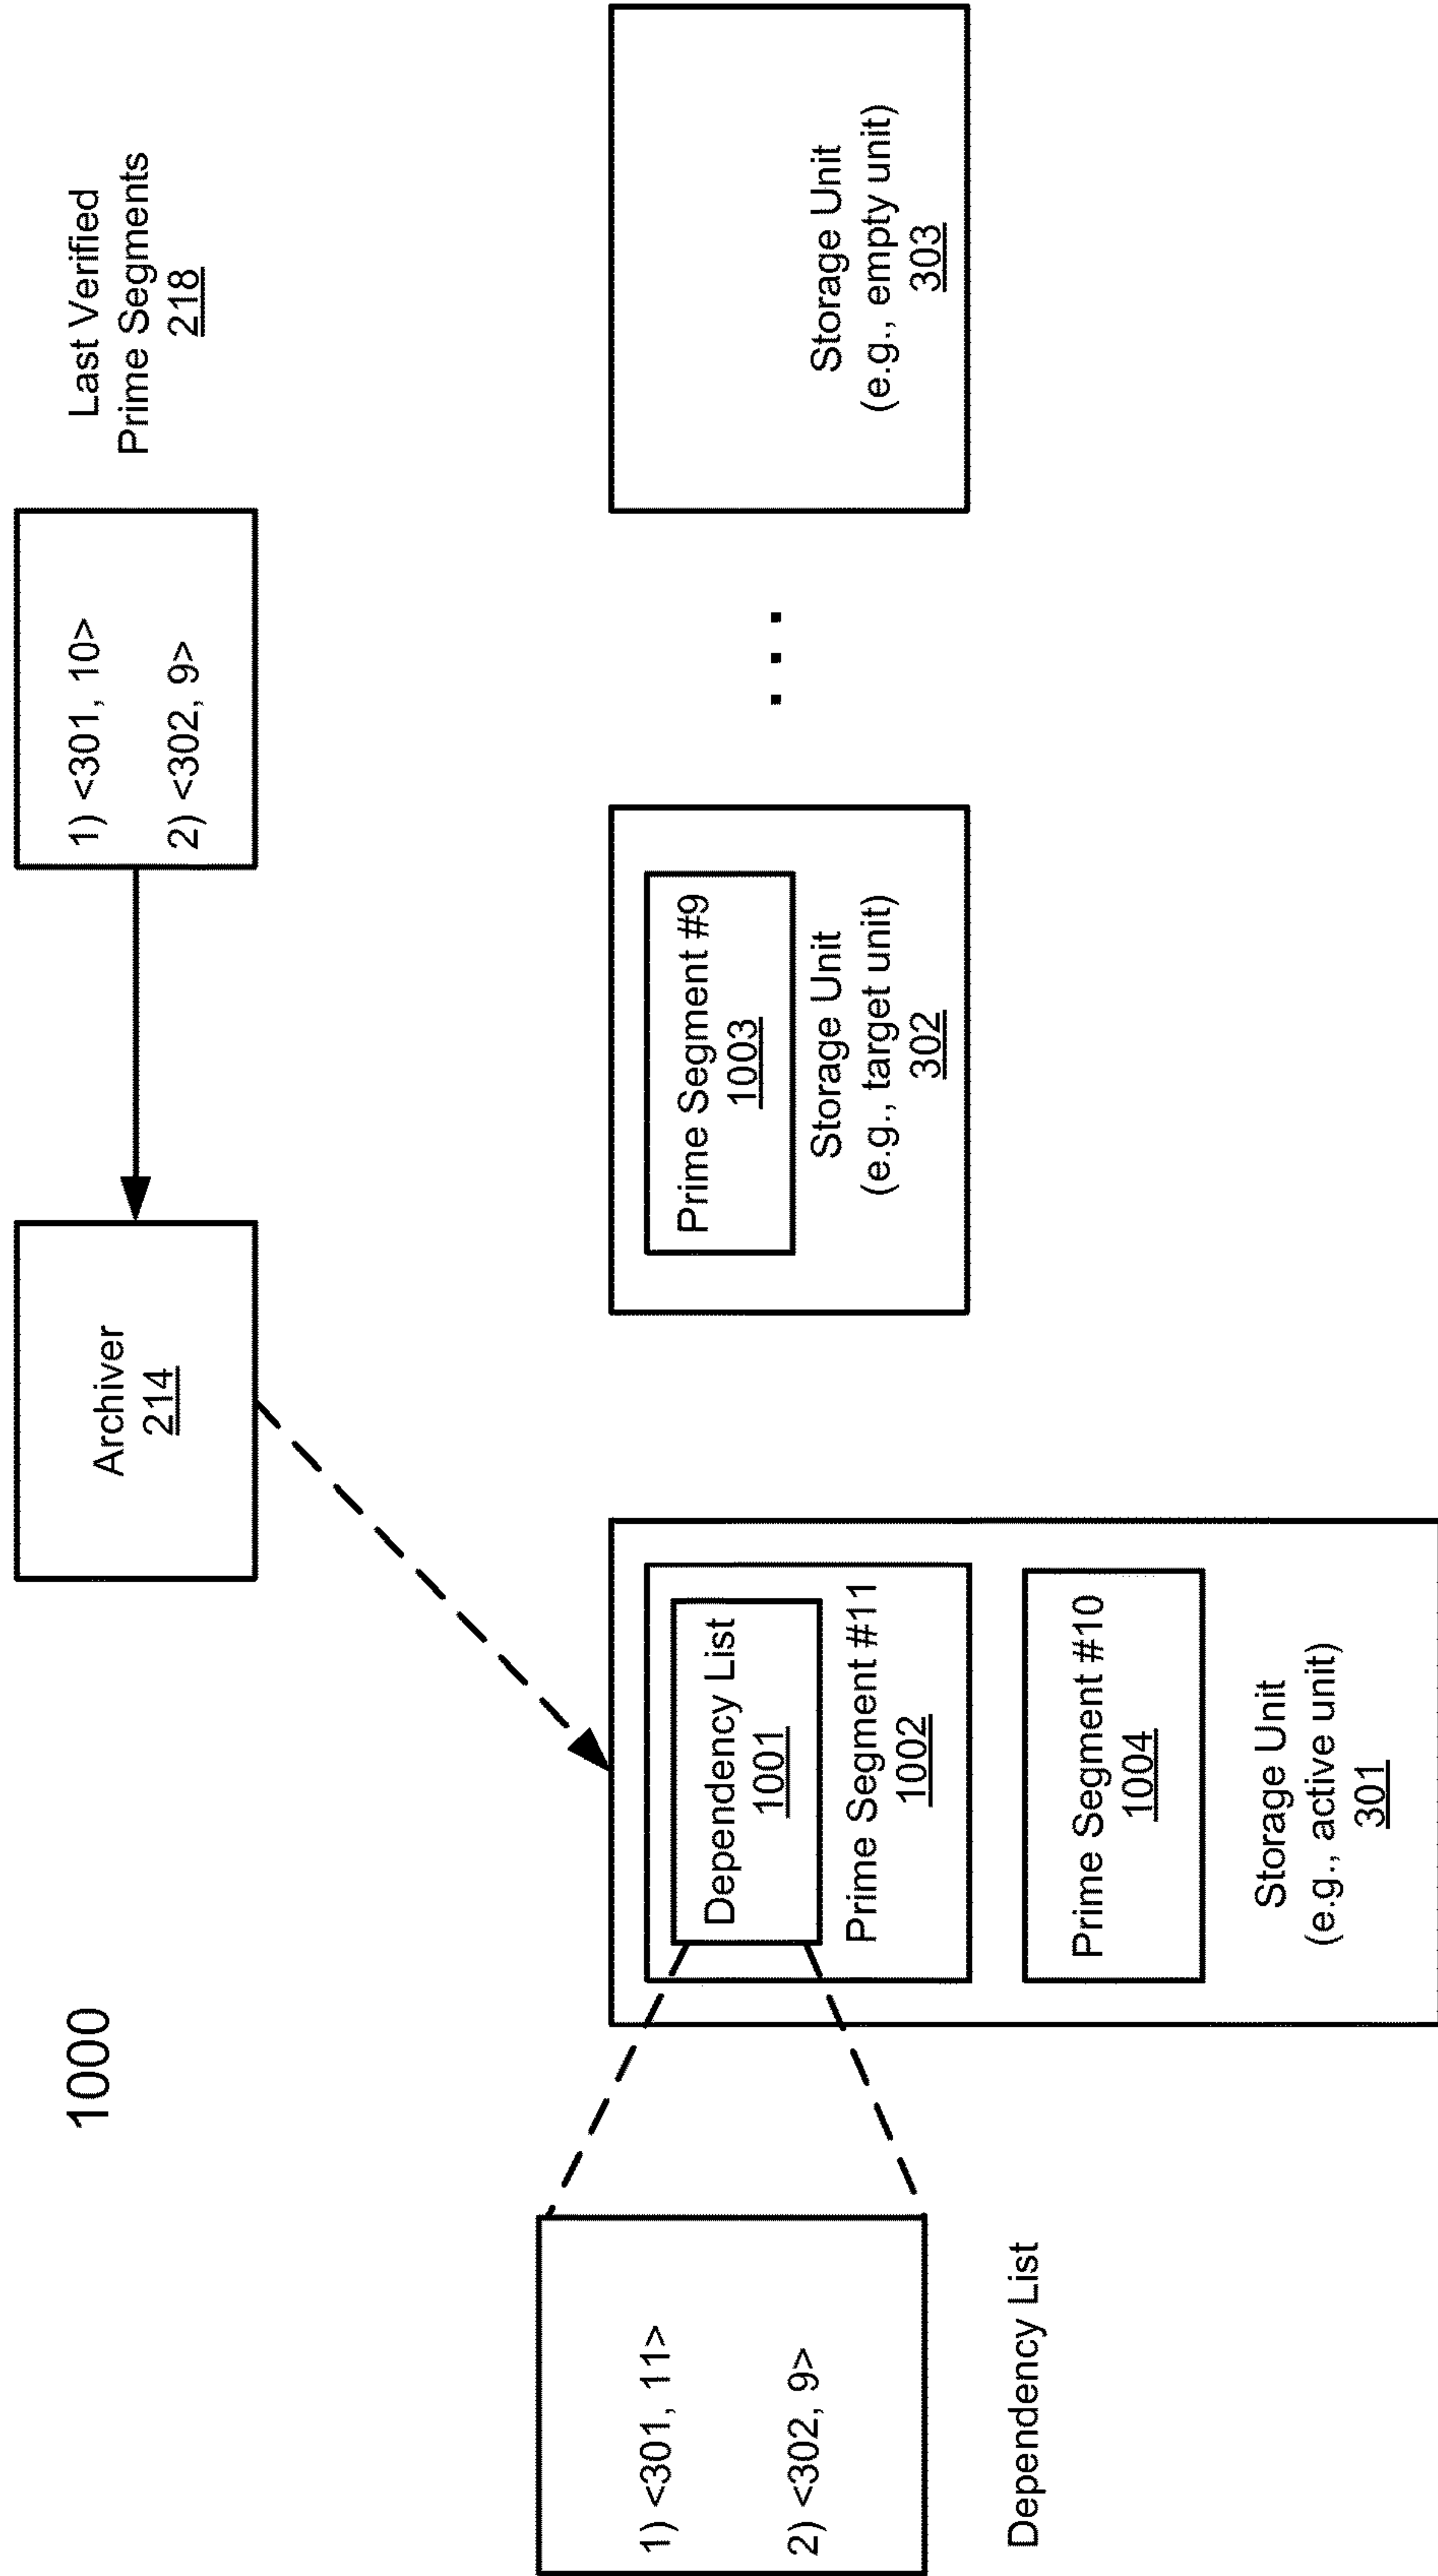 1000
Archiver
214
1) <301, 10>
2) <302, 9>
Last Verified
Prime Segments
218
1) <301, 11>
2) <302, 9>
Dependency List
Dependency List
1001
Prime Segment #11
1002
Prime Segment #10
1004
Storage Unit
(e.g., active unit)
301
Prime Segment #9
1003
Storage Unit
(e.g., target unit)
302
. . .
Storage Unit
(e.g., empty unit)
303